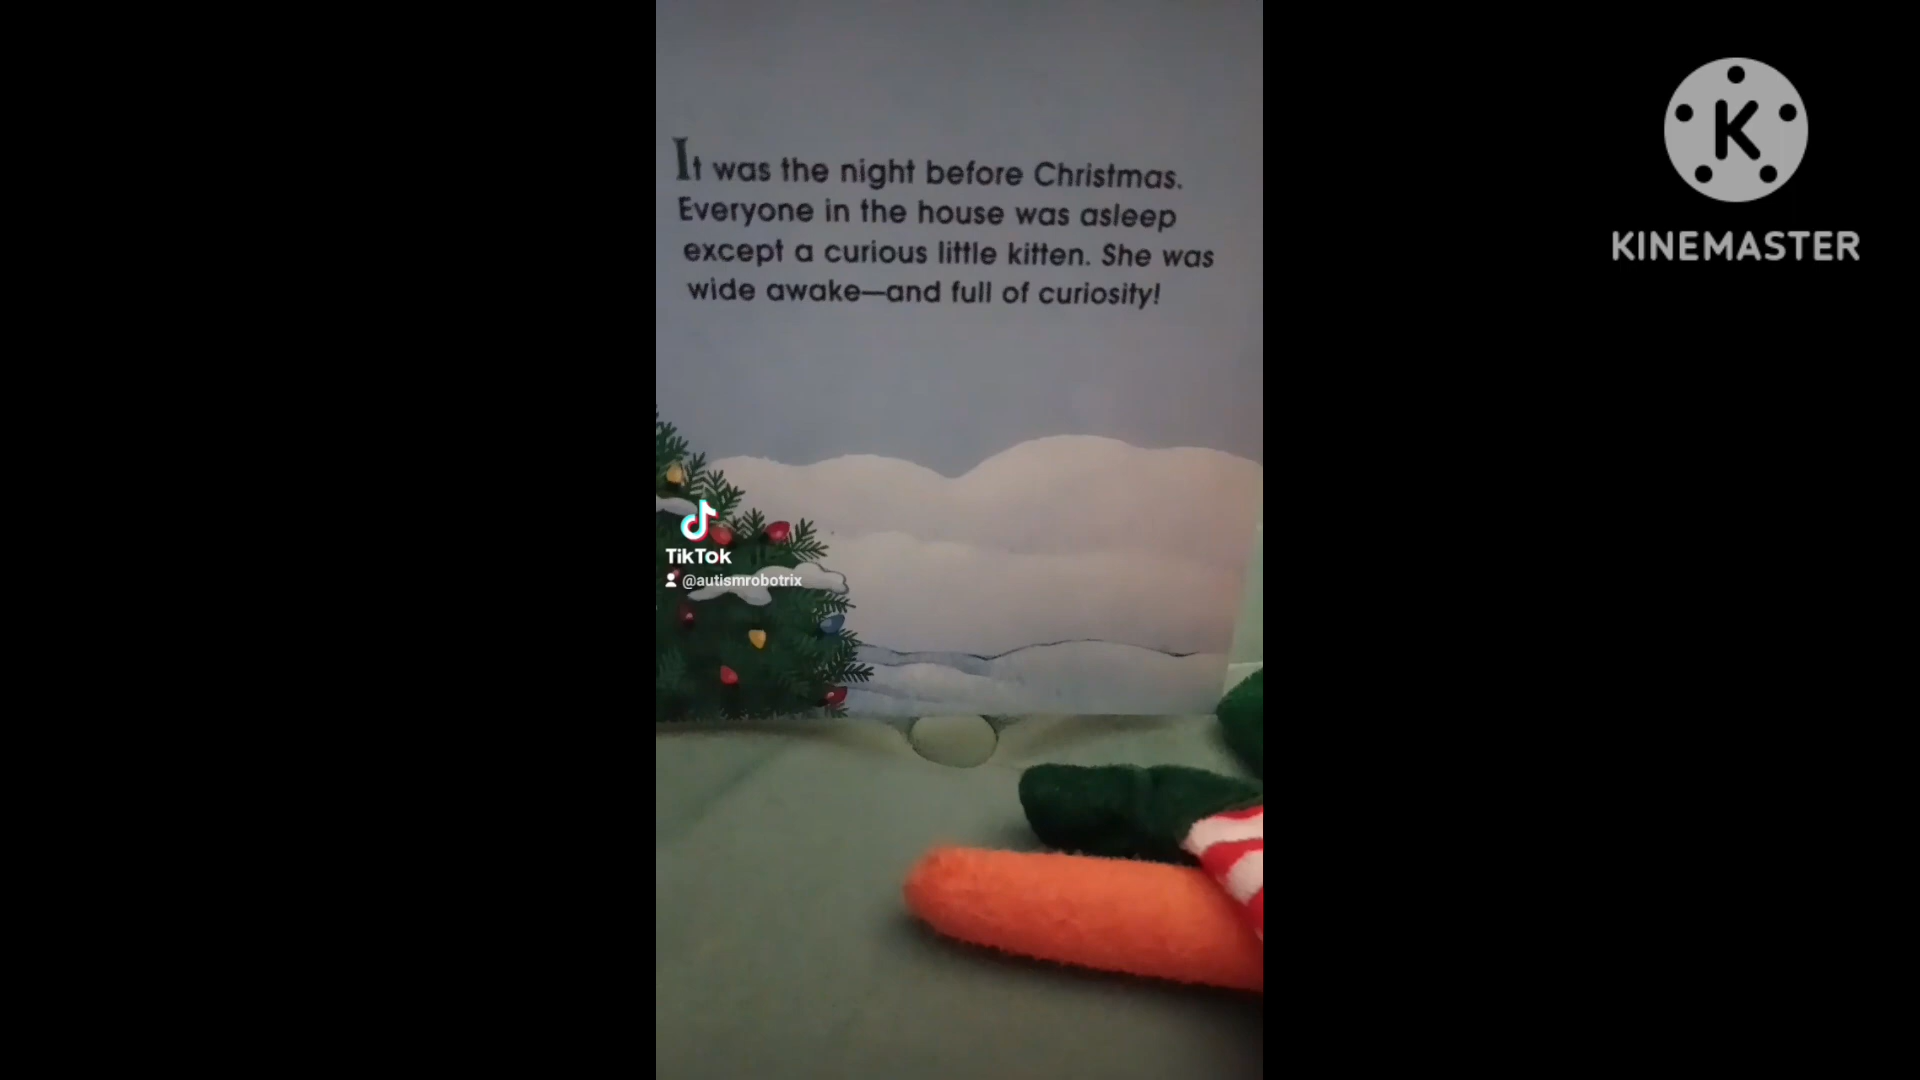 It was the night before Christmas.
Everyone in the house was asleep
except a curious little kitten. She was
wide awake—and full of curiosity!
TikTok
@autismrobotrix
K
KINEMASTER